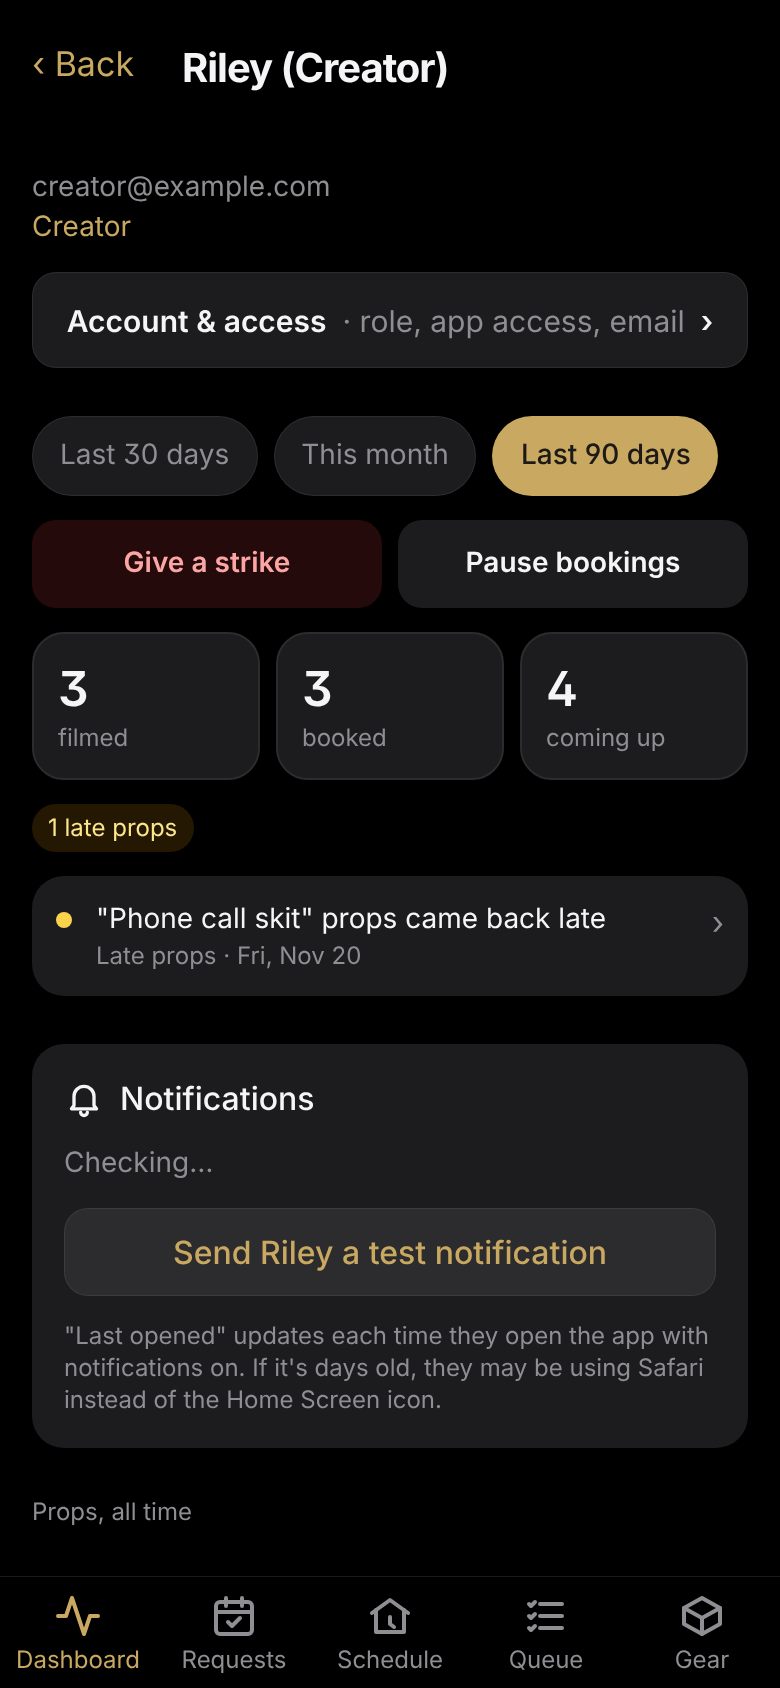 ‹ Back Riley (Creator)
creator@example.com
Creator
Account & access · role, app access, email ›
Last 30 days This month Last 90 days
Give a strike Pause bookings
3 3 4
filmed booked coming up
1 late props
"Phone call skit" props came back late ›
Late props · Fri, Nov 20
Notifications
Checking...
Send Riley a test notification
"Last opened" updates each time they open the app with
notifications on. If it's days old, they may be using Safari
instead of the Home Screen icon.
Props, all time
Dashboard Requests Schedule Queue Gear